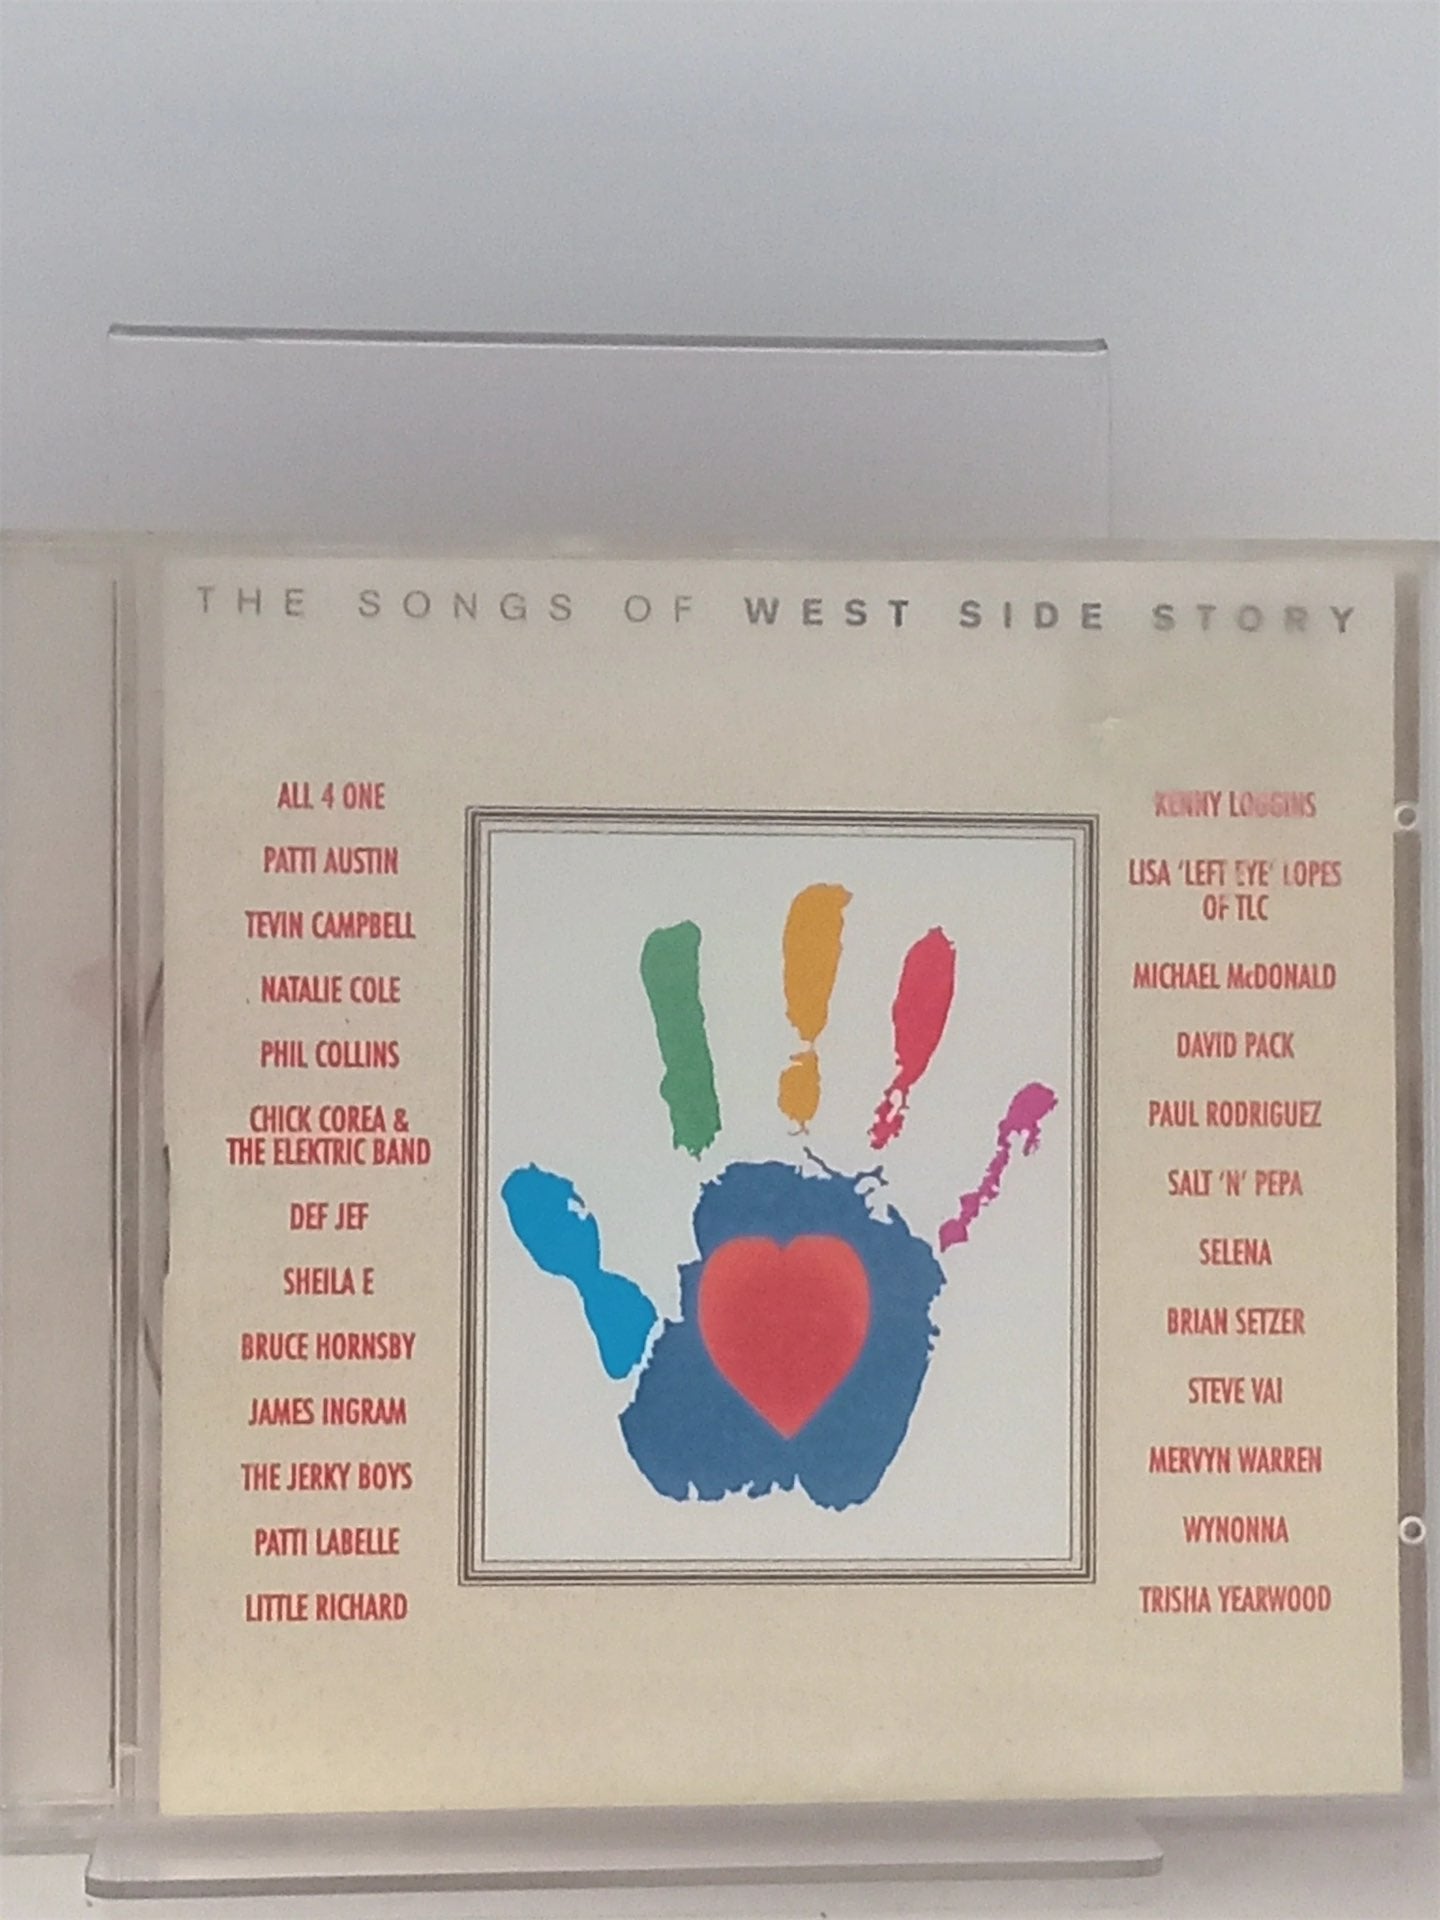 THE SONGS OF WEST SIDE STORY
ALL 4 ONE
PATTI AUSTIN
TEVIN CAMPBELL
NATALIE COLE
PHIL COLLINS
CHICK COREA &
THE ELEKTRIC BAND
DEF JEF
SHEILA E
BRUCE HORNSBY
JAMES INGRAM
THE JERKY BOYS
PATTI LABELLE
LITTLE RICHARD
KENNY LOGGINS
LISA 'LEFT EYE' LOPES
OF TLC
MICHAEL McDONALD
DAVID PACK
PAUL RODRIGUEZ
SALT 'N' PEPA
SELENA
BRIAN SETZER
STEVE VAI
MERVYN WARREN
WYNONNA
TRISHA YEARWOOD